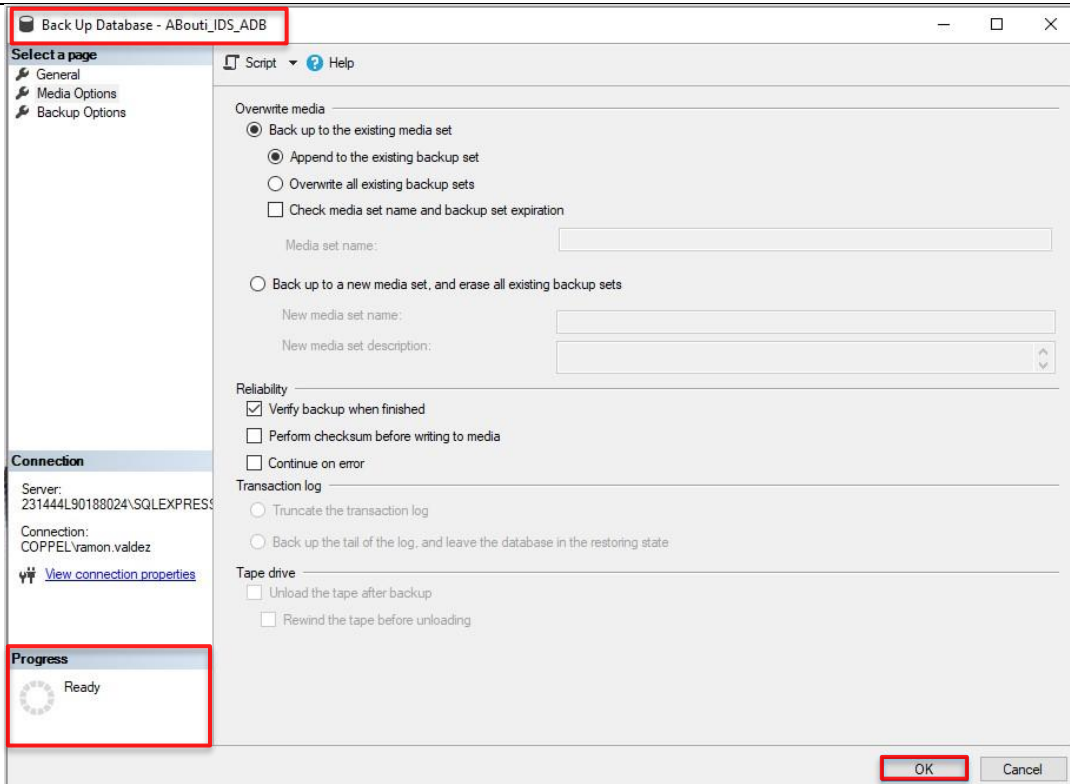 Back Up Database - ABouti_IDS_ADB
Select a page
General
Media Options
Backup Options
Script
Help
Overwrite media
Back up to the existing media set
Append to the existing backup set
Overwrite all existing backup sets
Check media set name and backup set expiration
Media set name:
Back up to a new media set, and erase all existing backup sets
New media set name:
New media set description:
Reliability
Verify backup when finished
Perform checksum before writing to media
Continue on error
Transaction log
Truncate the transaction log
Back up the tail of the log, and leave the database in the restoring state
Tape drive
Unload the tape after backup
Rewind the tape before unloading
Connection
Server:
231444L90188024\SQLEXPRESS
Connection:
COPPEL\ramon.valdez
View connection properties
Progress
Ready
OK
Cancel